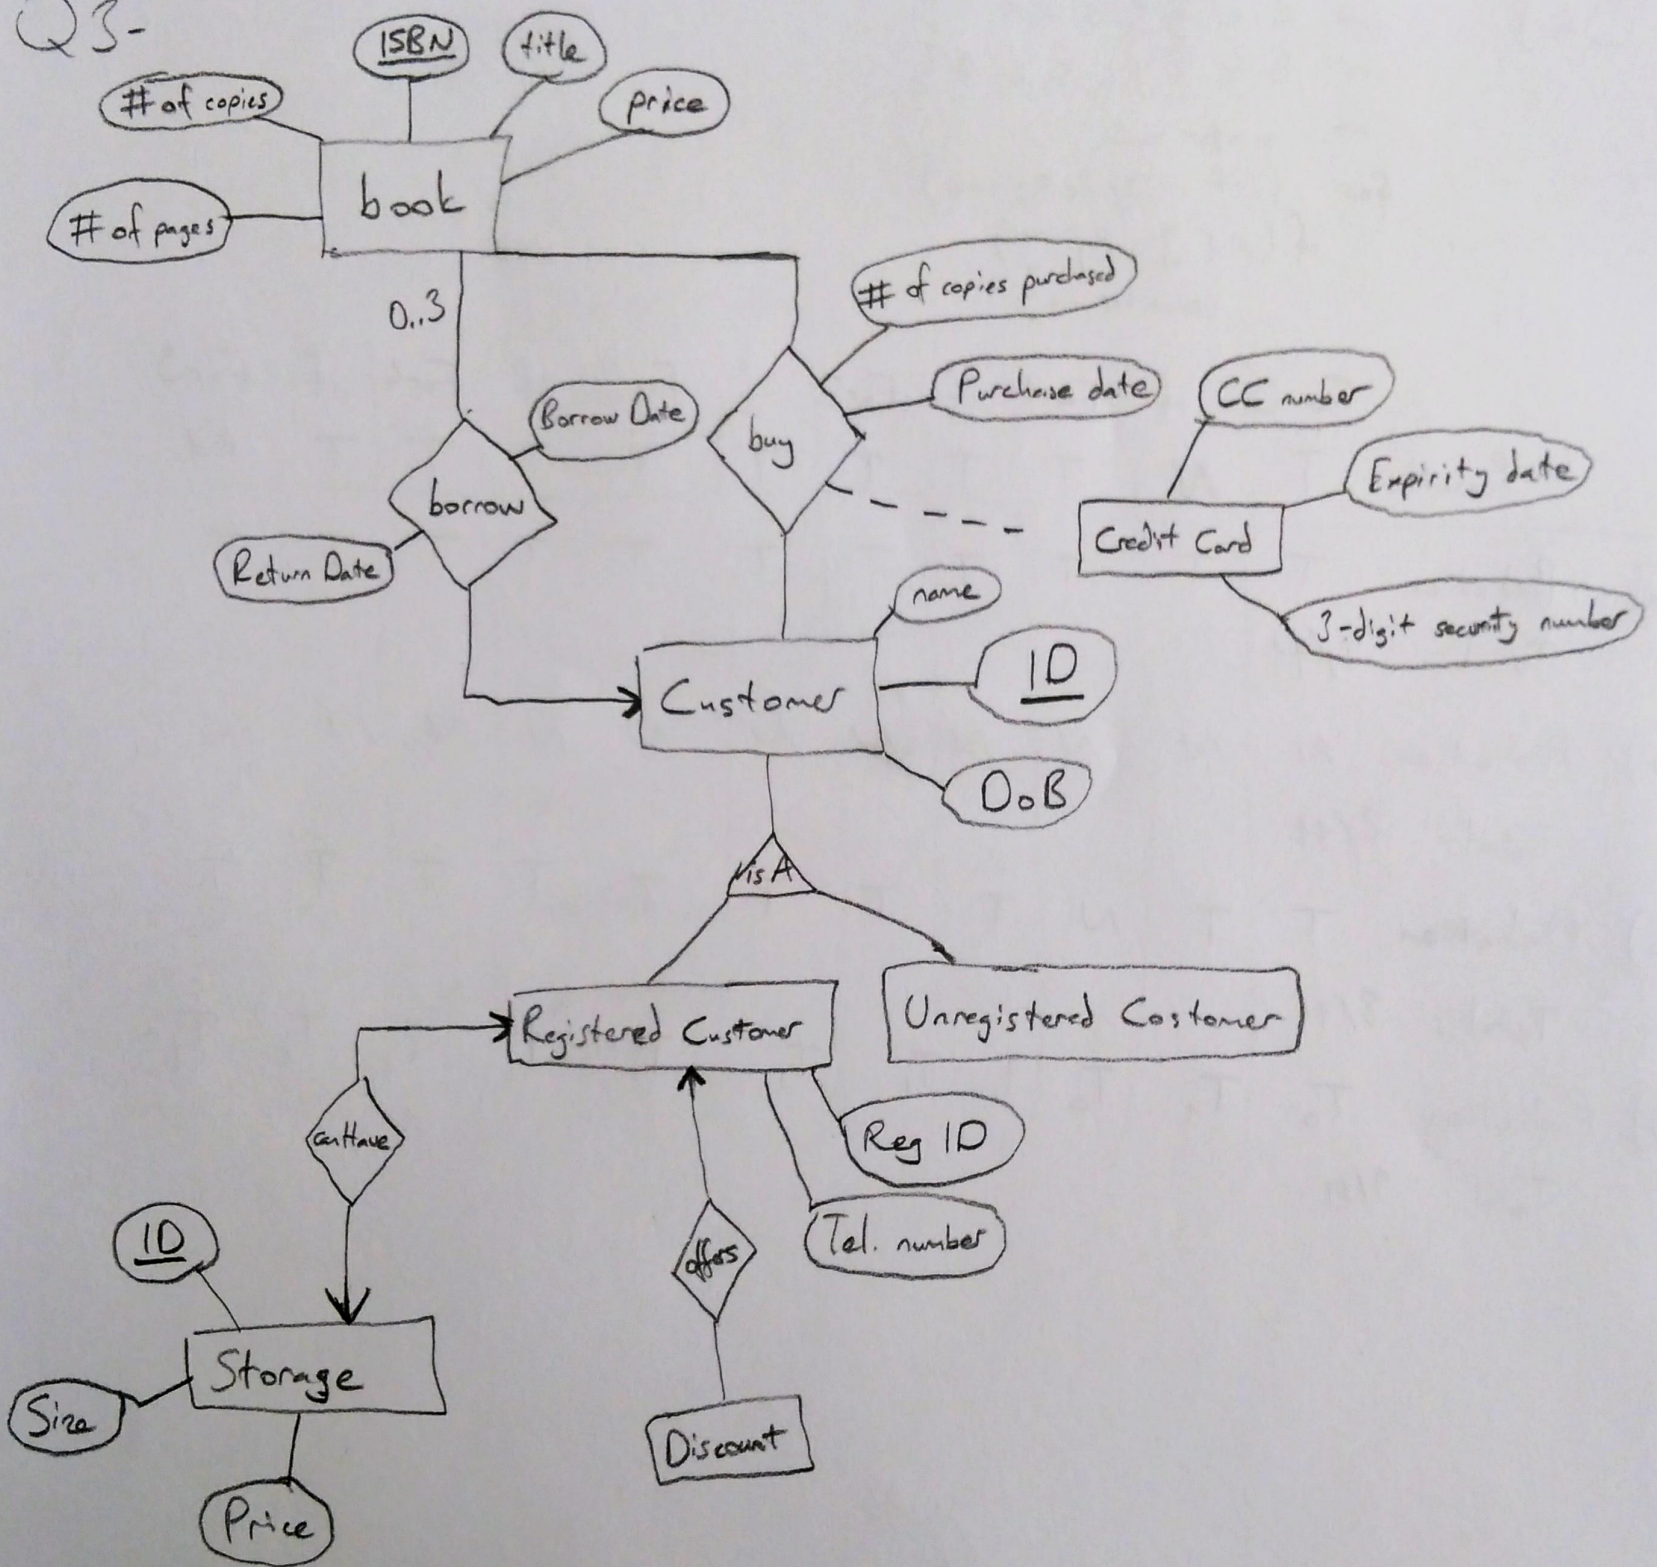 Q3-
ISBN
title
# of copies
price
# of pages
book
0..3
# of copies purchased
Purchase date
CC number
Borrow Date
buy
Expirity date
borrow
Credit Card
Return Date
name
3-digit security number
ID
Customer
DoB
isA
Registered Customer
Unregistered Costomer
canHave
Reg ID
ID
Tel. number
offers
Storage
Size
Discount
Price